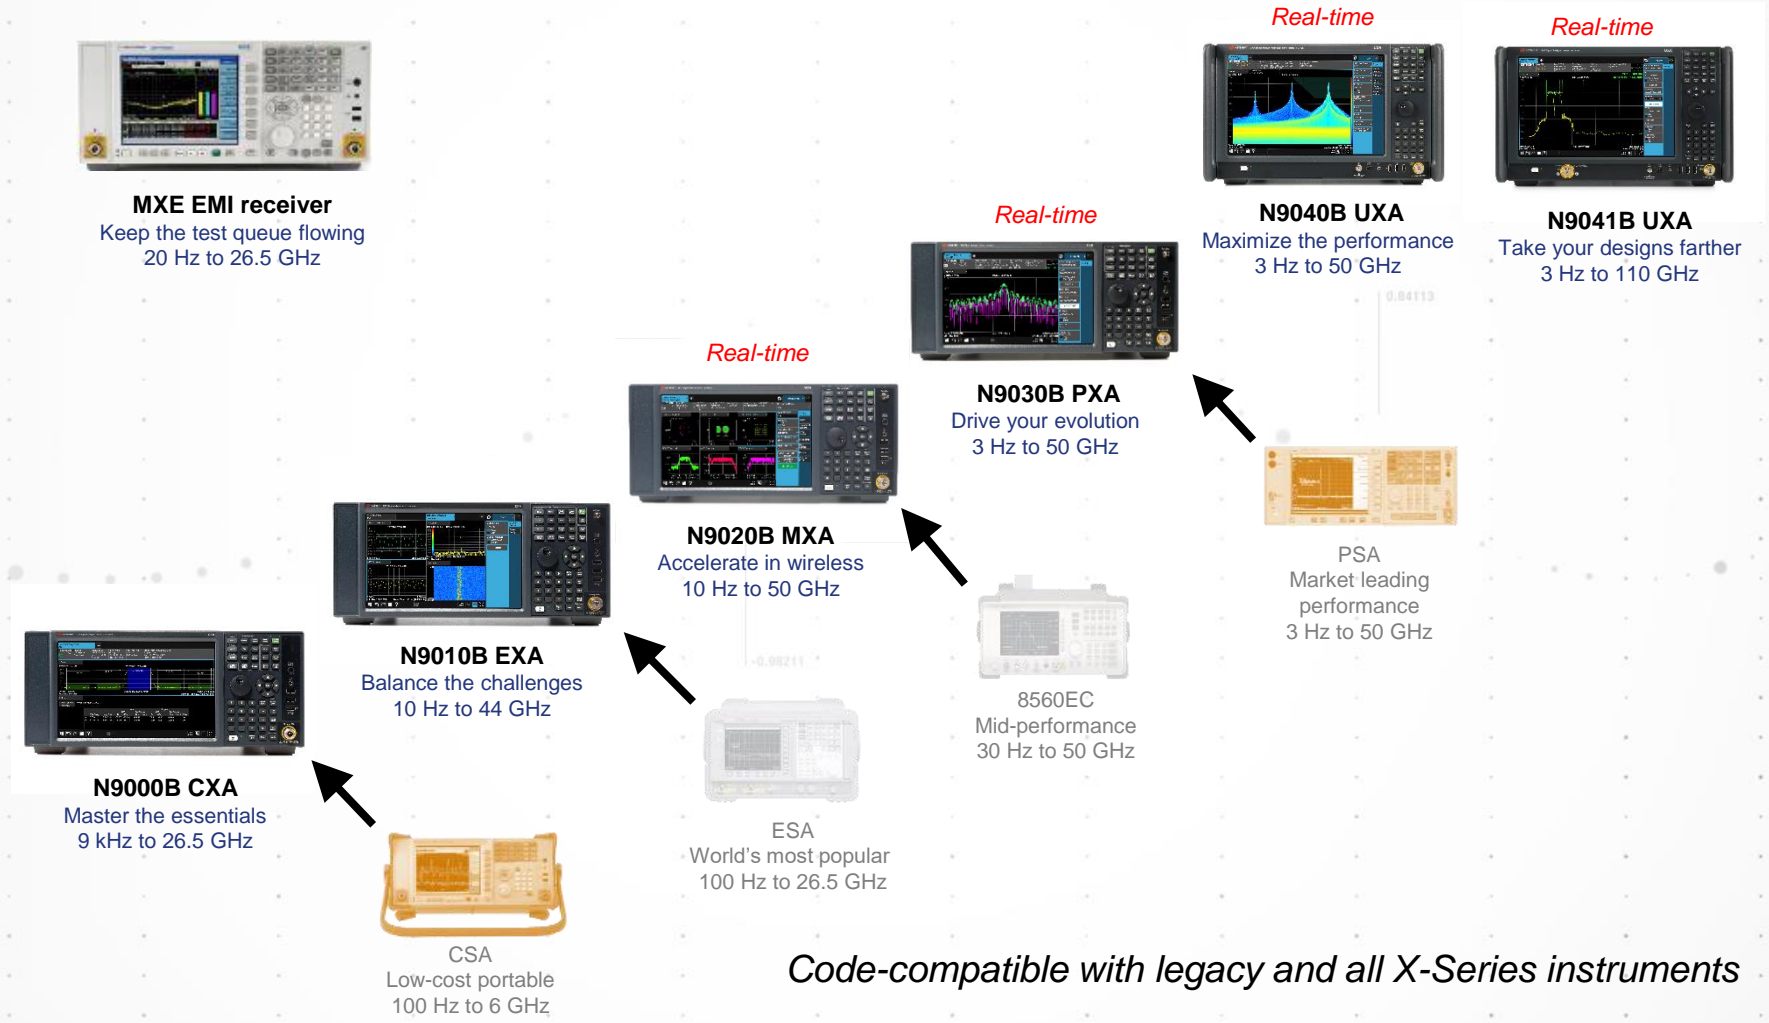 Real-time
Real-time
MXE EMI receiver
Keep the test queue flowing
20 Hz to 26.5 GHz
N9040B UXA
Maximize the performance
3 Hz to 50 GHz
N9041B UXA
Take your designs farther
3 Hz to 110 GHz
Real-time
0.84113
N9030B PXA
Drive your evolution
3 Hz to 50 GHz
Real-time
N9020B MXA
Accelerate in wireless
10 Hz to 50 GHz
PSA
Market leading
performance
3 Hz to 50 GHz
N9010B EXA
Balance the challenges
10 Hz to 44 GHz
-0.98211
8560EC
Mid-performance
30 Hz to 50 GHz
N9000B CXA
Master the essentials
9 kHz to 26.5 GHz
ESA
World's most popular
100 Hz to 26.5 GHz
CSA
Low-cost portable
100 Hz to 6 GHz
Code-compatible with legacy and all X-Series instruments